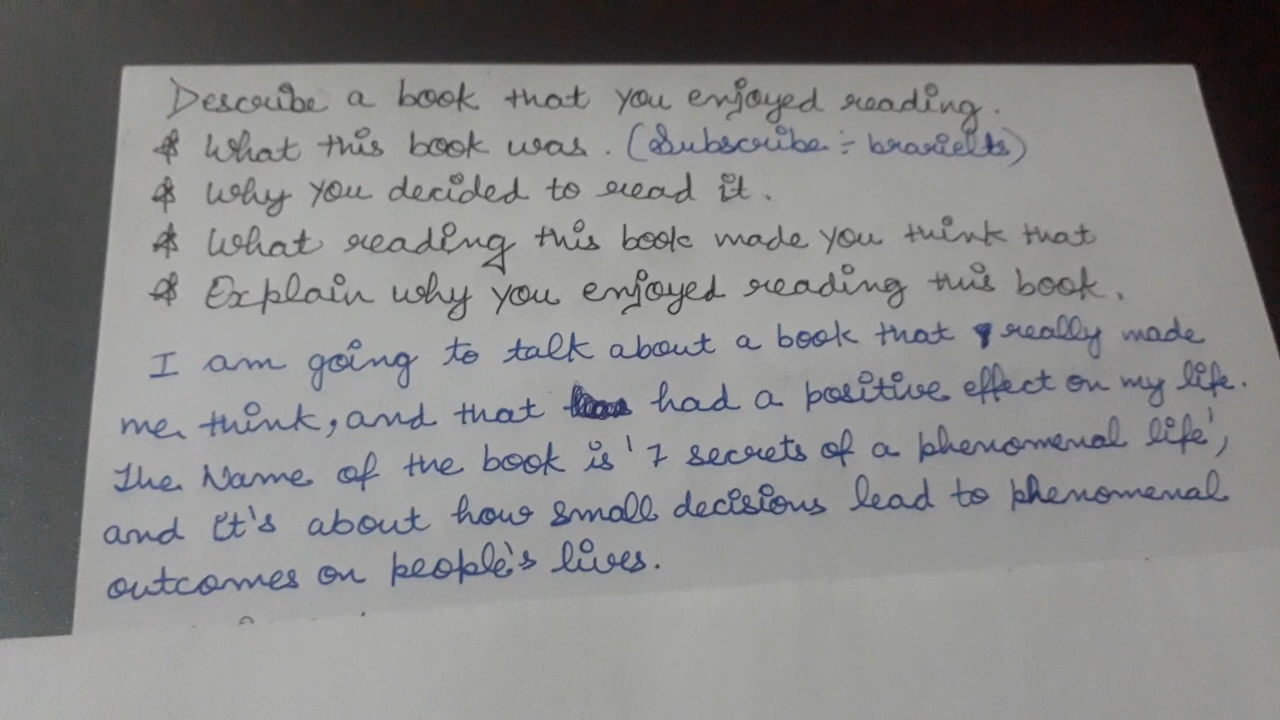 Describe a book that you enjoyed reading.
* What this book was. (Subscribe ÷ bravielts)
* Why you decided to read it.
* What reading this book made you think that
* Explain why you enjoyed reading this book.
I am going to talk about a book that really made
me think, and that had a positive effect on my life.
The Name of the book is '7 secrets of a phenomenal life',
and it's about how small decisions lead to phenomenal
outcomes on people's lives.